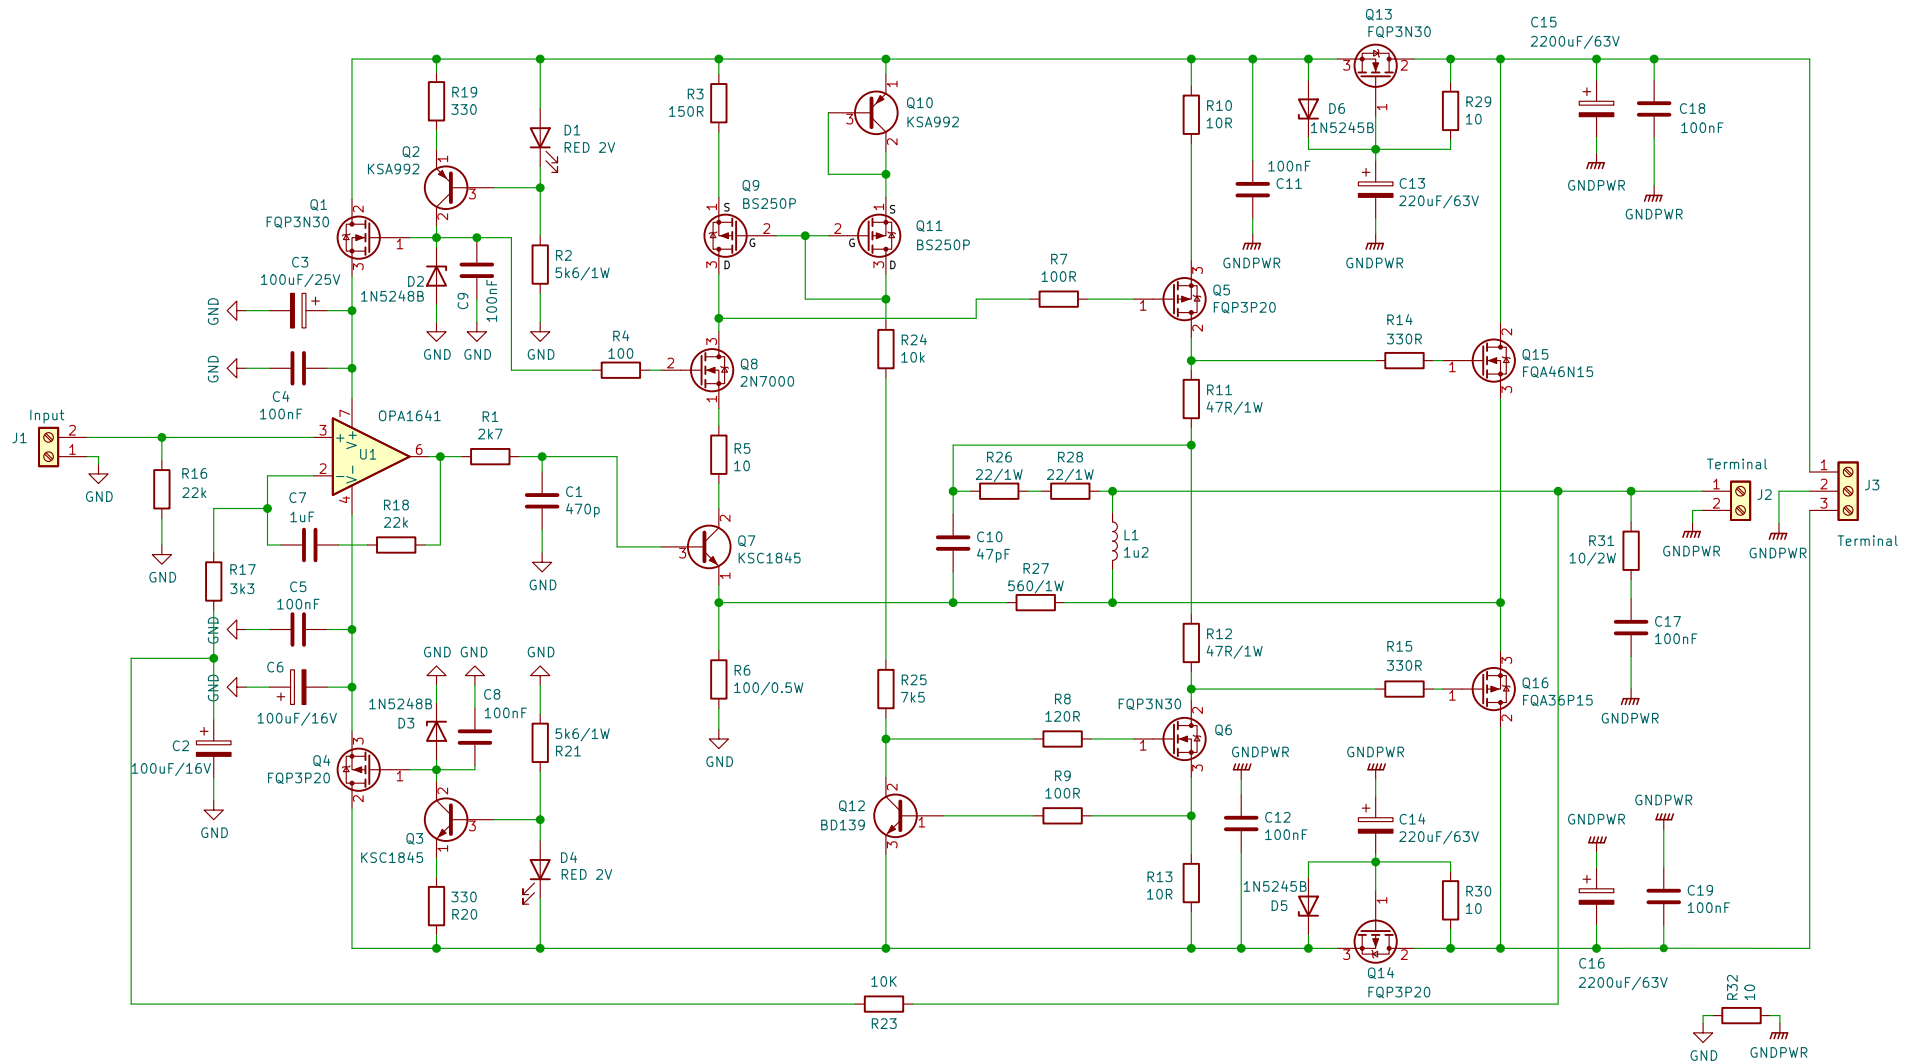 Q13
FQP3N30
C15
2200uF/63V
R19
330
D1
RED 2V
R3
150R
Q10
KSA992
R10
10R
D6
1N5245B
R29
10
C18
100nF
Q2
KSA992
100nF
C11
C13
220uF/63V
GNDPWR
GNDPWR
Q1
FQP3N30
Q9
BS250P
S
G
D
Q11
BS250P
S
G
D
GNDPWR
GNDPWR
R2
5k6/1W
C3
100uF/25V
D2
1N5248B
C9
100nF
GND
R7
100R
Q5
FQP3P20
GND
GND
GND
R4
100
Q8
2N7000
R24
10k
R14
330R
Q15
FQA46N15
GND
C4
100nF
R11
47R/1W
Input
J1
OPA1641
U1
V+
V-
R1
2k7
R5
10
R26
22/1W
R28
22/1W
Terminal
J2
J3
Terminal
GND
R16
22k
C7
1uF
R18
22k
C1
470p
Q7
KSC1845
C10
47pF
L1
1u2
R31
10/2W
GNDPWR
GNDPWR
GND
R17
3k3
C5
100nF
GND
R27
560/1W
GND
R12
47R/1W
C17
100nF
GND
GND
GND
C6
100uF/16V
GND
R6
100/0.5W
R25
7k5
R15
330R
Q16
FQA36P15
1N5248B
D3
C8
100nF
5k6/1W
R21
R8
120R
FQP3N30
Q6
GNDPWR
C2
100uF/16V
Q4
FQP3P20
GND
GNDPWR
GNDPWR
R9
100R
Q12
BD139
C12
100nF
C14
220uF/63V
GNDPWR
GNDPWR
GND
Q3
KSC1845
D4
RED 2V
330
R20
R13
10R
1N5245B
D5
R30
10
C19
100nF
Q14
FQP3P20
C16
2200uF/63V
10K
R23
R32
10
GND
GNDPWR